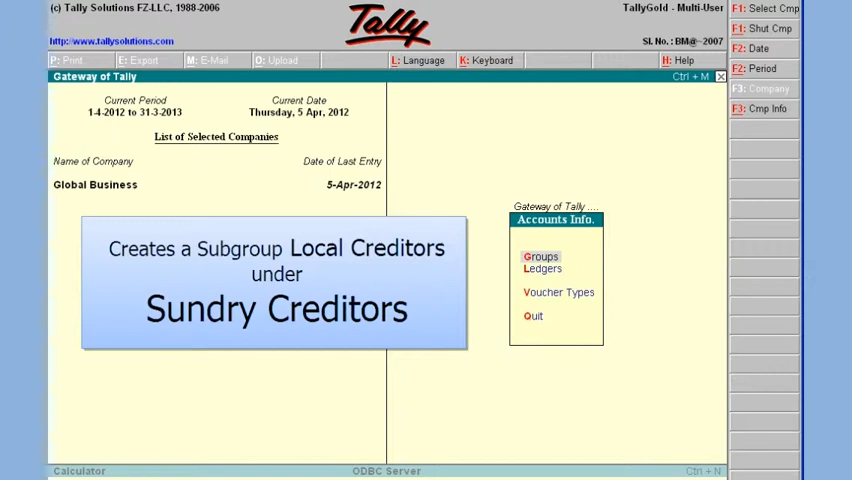 (c) Tally Solutions FZ-LLC, 1988-2006
Tally
TallyGold - Multi-User
http://www.tallysolutions.com
Sl. No.: BM@~2007
P: Print
E: Export
M: E-Mail
O: Upload
L: Language
K: Keyboard
H: Help
Gateway of Tally
Ctrl + M
Current Period
Current Date
1-4-2012 to 31-3-2013
Thursday, 5 Apr, 2012
List of Selected Companies
Name of Company
Date of Last Entry
Global Business
5-Apr-2012
Creates a Subgroup Local Creditors
under
Sundry Creditors
Gateway of Tally ....
Accounts Info.
Groups
Ledgers
Voucher Types
Quit
F1: Select Cmp
F1: Shut Cmp
F2: Date
F2: Period
F3: Company
F3: Cmp Info
Calculator
ODBC Server
Ctrl + N